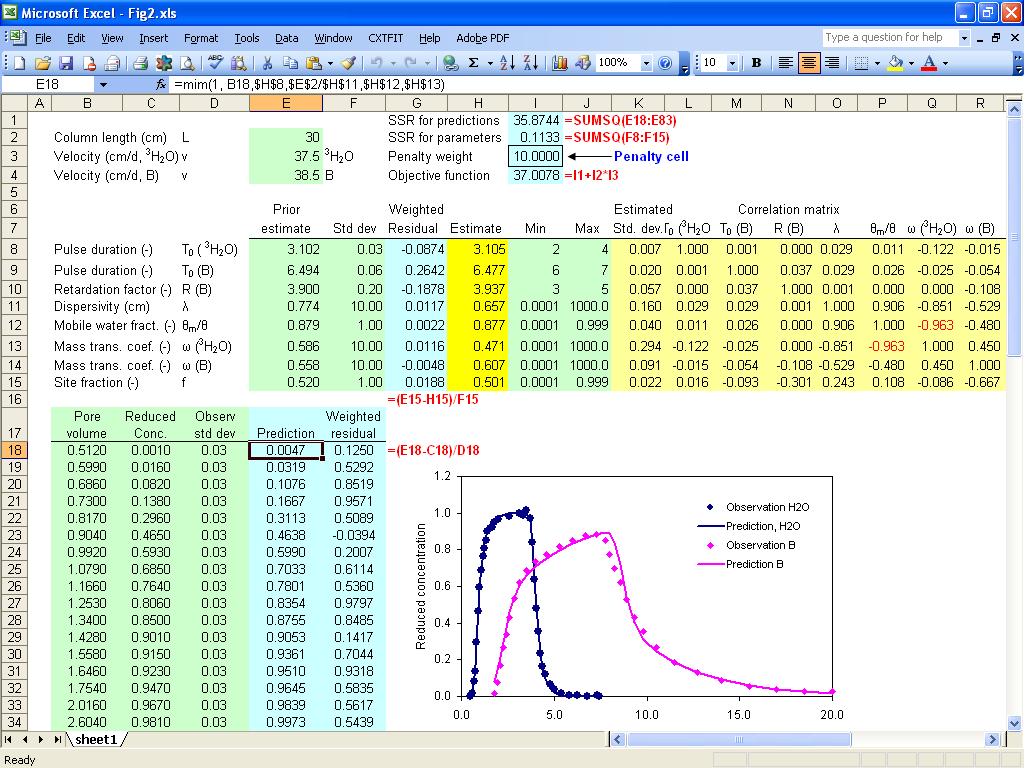 Microsoft Excel - Fig2.xls
File Edit View Insert Format Tools Data Window CXTFIT Help Adobe PDF Type a question for help
100% 10 B A
E18 fx =mim(1, B18,$H$8,$E$2/$H$11,$H$12,$H$13)
A B C D E F G H I J K L M N O P Q R
1 SSR for predictions 35.8744 =SUMSQ(E18:E83)
2 Column length (cm) L 30 SSR for parameters 0.1133 =SUMSQ(F8:F15)
3 Velocity (cm/d, ³H₂O) v 37.5 ³H₂O Penalty weight 10.0000 Penalty cell
4 Velocity (cm/d, B) v 38.5 B Objective function 37.0078 =I1+I2*I3
5
6 Prior Weighted Estimated Correlation matrix
7 estimate Std dev Residual Estimate Min Max Std. dev. T₀ (³H₂O T₀ (B) R (B) λ θm/θ ω (³H₂O) ω (B)
8 Pulse duration (-) T₀ (³H₂O) 3.102 0.03 -0.0874 3.105 2 4 0.007 1.000 0.001 0.000 0.029 0.011 -0.122 -0.015
9 Pulse duration (-) T₀ (B) 6.494 0.06 0.2642 6.477 6 7 0.020 0.001 1.000 0.037 0.029 0.026 -0.025 -0.054
10 Retardation factor (-) R (B) 3.900 0.20 -0.1878 3.937 3 5 0.057 0.000 0.037 1.000 0.001 0.000 0.000 -0.108
11 Dispersivity (cm) λ 0.774 10.00 0.0117 0.657 0.0001 1000.0 0.160 0.029 0.029 0.001 1.000 0.906 -0.851 -0.529
12 Mobile water fract. (-) θm/θ 0.879 1.00 0.0022 0.877 0.0001 0.999 0.040 0.011 0.026 0.000 0.906 1.000 -0.963 -0.480
13 Mass trans. coef. (-) ω (³H₂O) 0.586 10.00 0.0116 0.471 0.0001 1000.0 0.294 -0.122 -0.025 0.000 -0.851 -0.963 1.000 0.450
14 Mass trans. coef. (-) ω (B) 0.558 10.00 -0.0048 0.607 0.0001 1000.0 0.091 -0.015 -0.054 -0.108 -0.529 -0.480 0.450 1.000
15 Site fraction (-) f 0.520 1.00 0.0188 0.501 0.0001 0.999 0.022 0.016 -0.093 -0.301 0.243 0.108 -0.086 -0.667
16 =(E15-H15)/F15
Pore Reduced Observ Weighted
17 volume Conc. std dev Prediction residual
18 0.5120 0.0010 0.03 0.0047 0.1250 =(E18-C18)/D18
19 0.5990 0.0160 0.03 0.0319 0.5292
20 0.6860 0.0820 0.03 0.1076 0.8519
21 0.7300 0.1380 0.03 0.1667 0.9571
22 0.8170 0.2960 0.03 0.3113 0.5089
23 0.9040 0.4650 0.03 0.4638 -0.0394
24 0.9920 0.5930 0.03 0.5990 0.2007
25 1.0790 0.6850 0.03 0.7033 0.6114
26 1.1660 0.7640 0.03 0.7801 0.5360
27 1.2530 0.8060 0.03 0.8354 0.9797
28 1.3400 0.8500 0.03 0.8755 0.8485
29 1.4280 0.9010 0.03 0.9053 0.1417
30 1.5580 0.9150 0.03 0.9361 0.7044
31 1.6460 0.9230 0.03 0.9510 0.9318
32 1.7540 0.9470 0.03 0.9645 0.5835
33 2.0160 0.9670 0.03 0.9839 0.5617
34 2.6040 0.9810 0.03 0.9973 0.5439
Reduced concentration
1.2
1.0
0.8
0.6
0.4
0.2
0.0
0.0 5.0 10.0 15.0 20.0
Observation H2O
Prediction, H2O
Observation B
Prediction B
sheet1
Ready